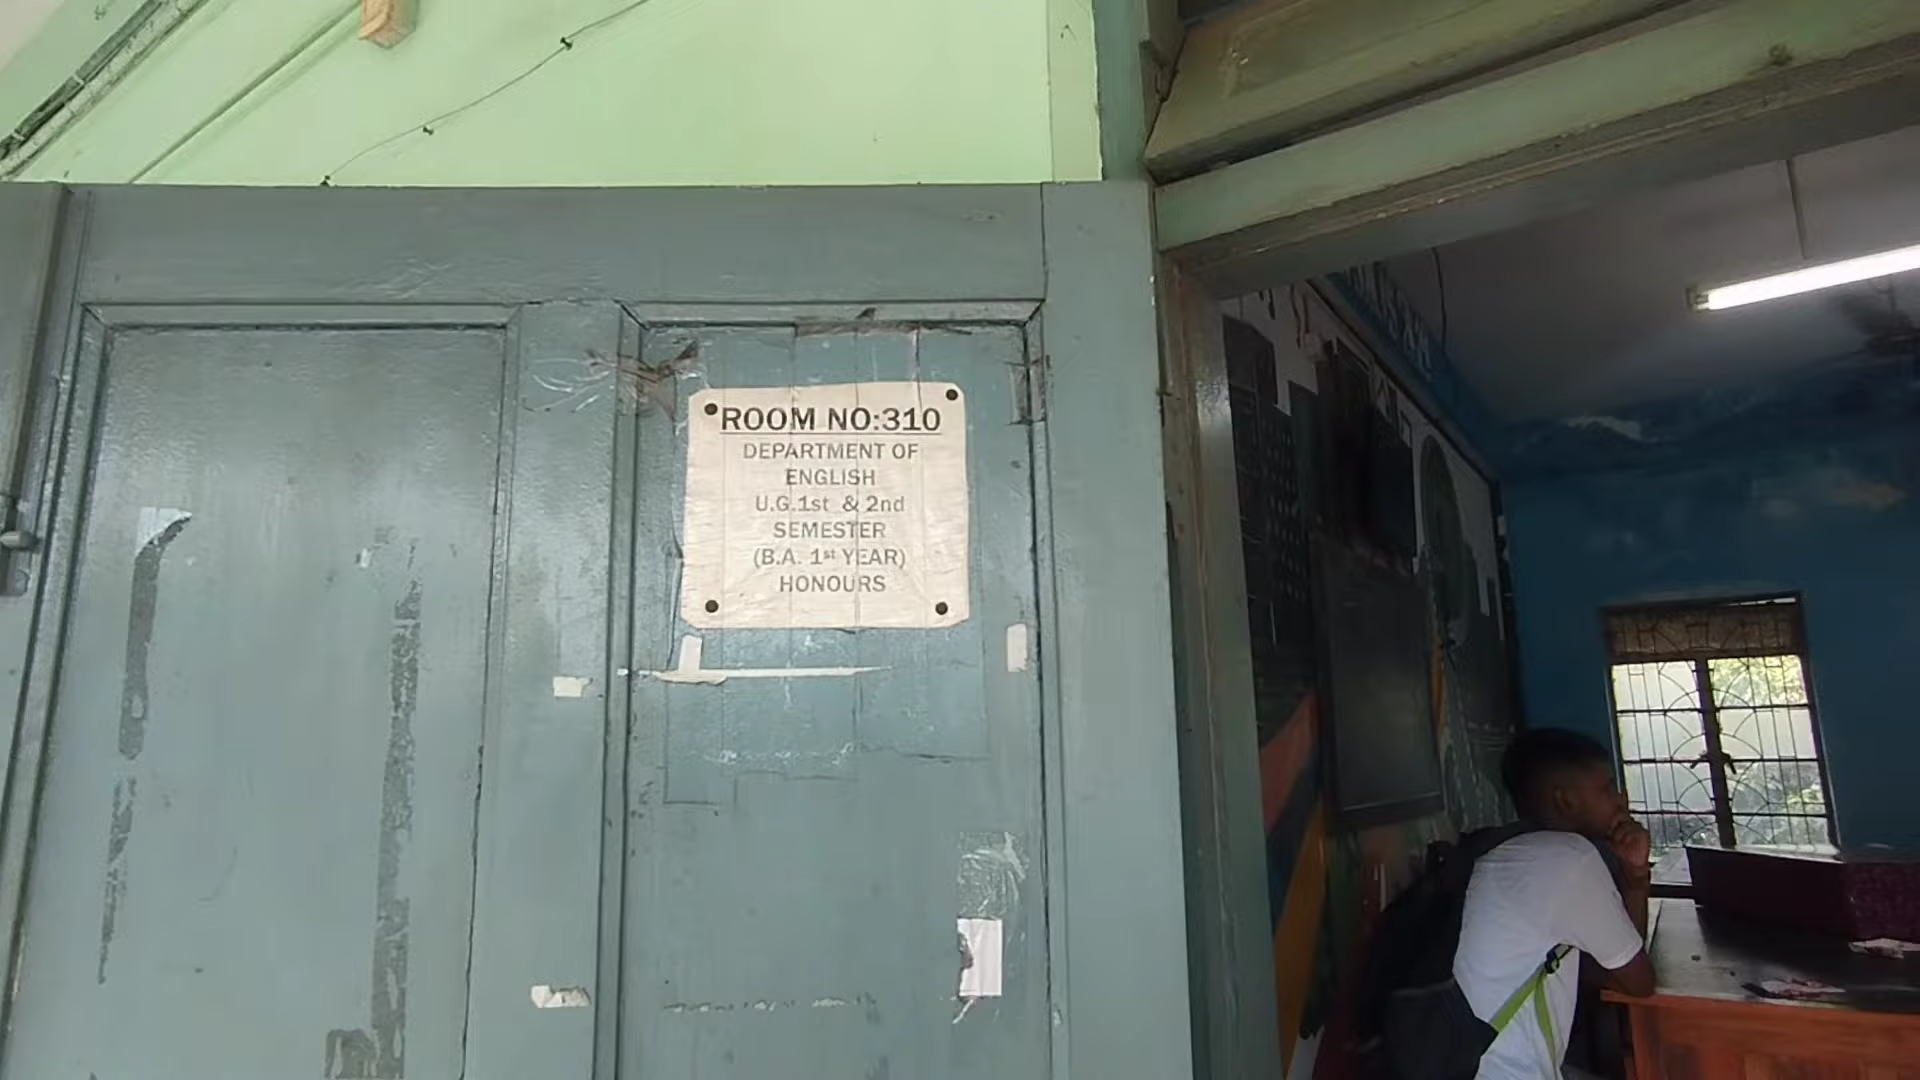 ROOM NO:310
DEPARTMENT OF
ENGLISH
U.G.1st & 2nd
SEMESTER
(B.A. 1st YEAR)
HONOURS